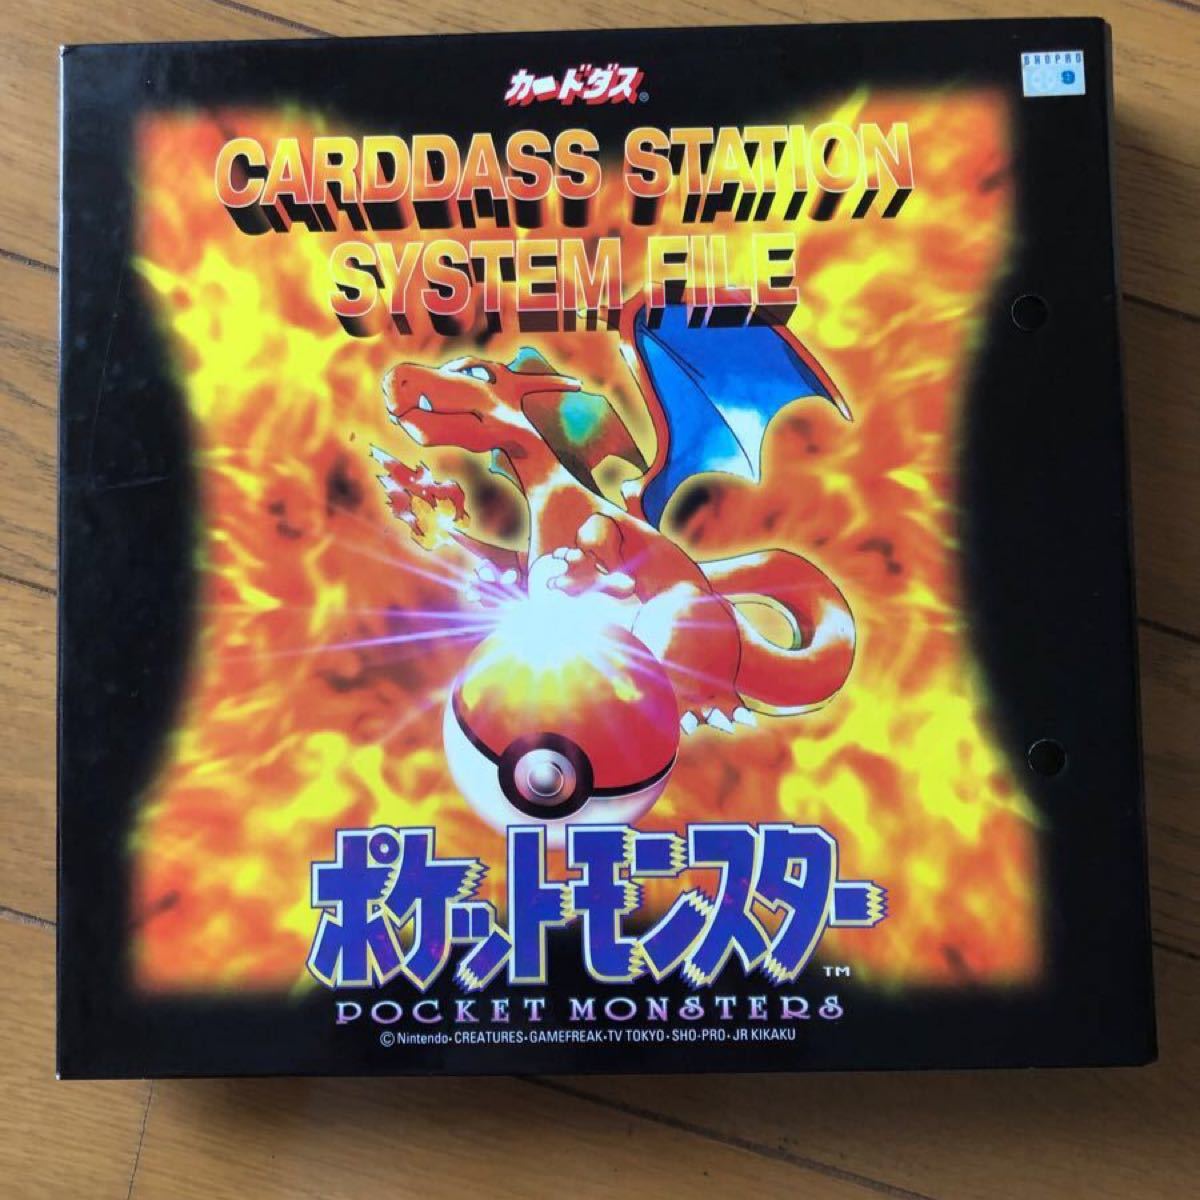 カードダス®
SHOPRO
9
CARDDASS STATION
SYSTEM FILE
ポケットモンスター™
POCKET MONSTERS
©Nintendo・CREATURES・GAMEFREAK・TV TOKYO・SHO-PRO・JR KIKAKU